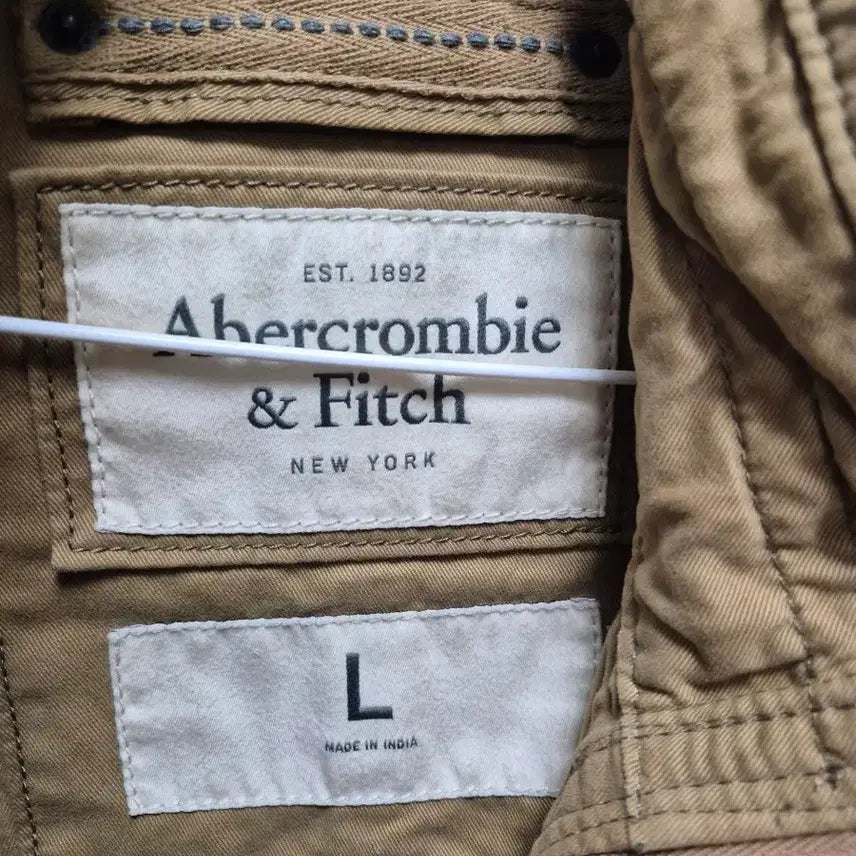 EST. 1892
Abercrombie
& Fitch
NEW YORK
L
MADE IN INDIA